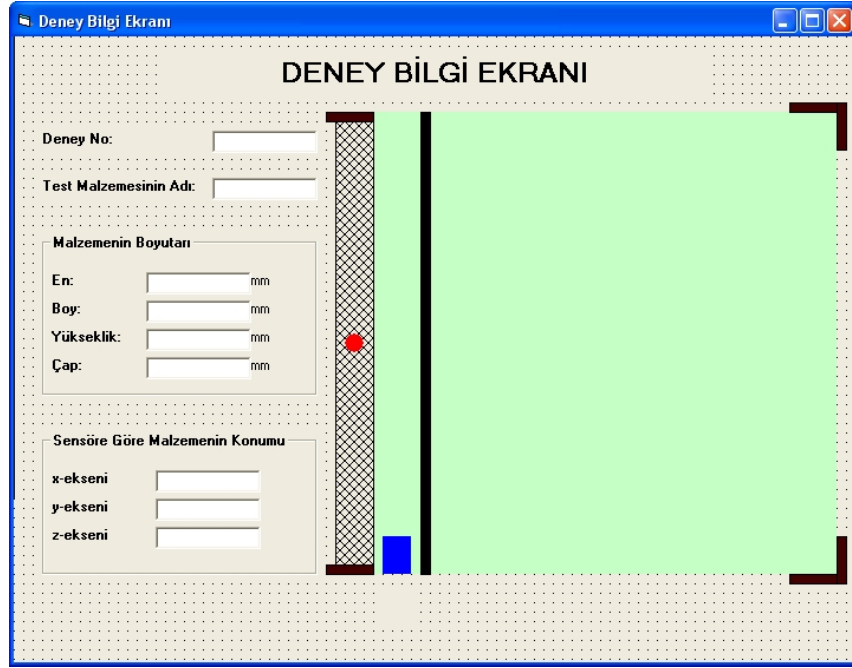 Deney Bilgi Ekranı
DENEY BİLGİ EKRANI
Deney No:
Test Malzemesinin Adı:
Malzemenin Boyutarı
En: mm
Boy: mm
Yükseklik: mm
Çap: mm
Sensöre Göre Malzemenin Konumu
x-ekseni
y-ekseni
z-ekseni